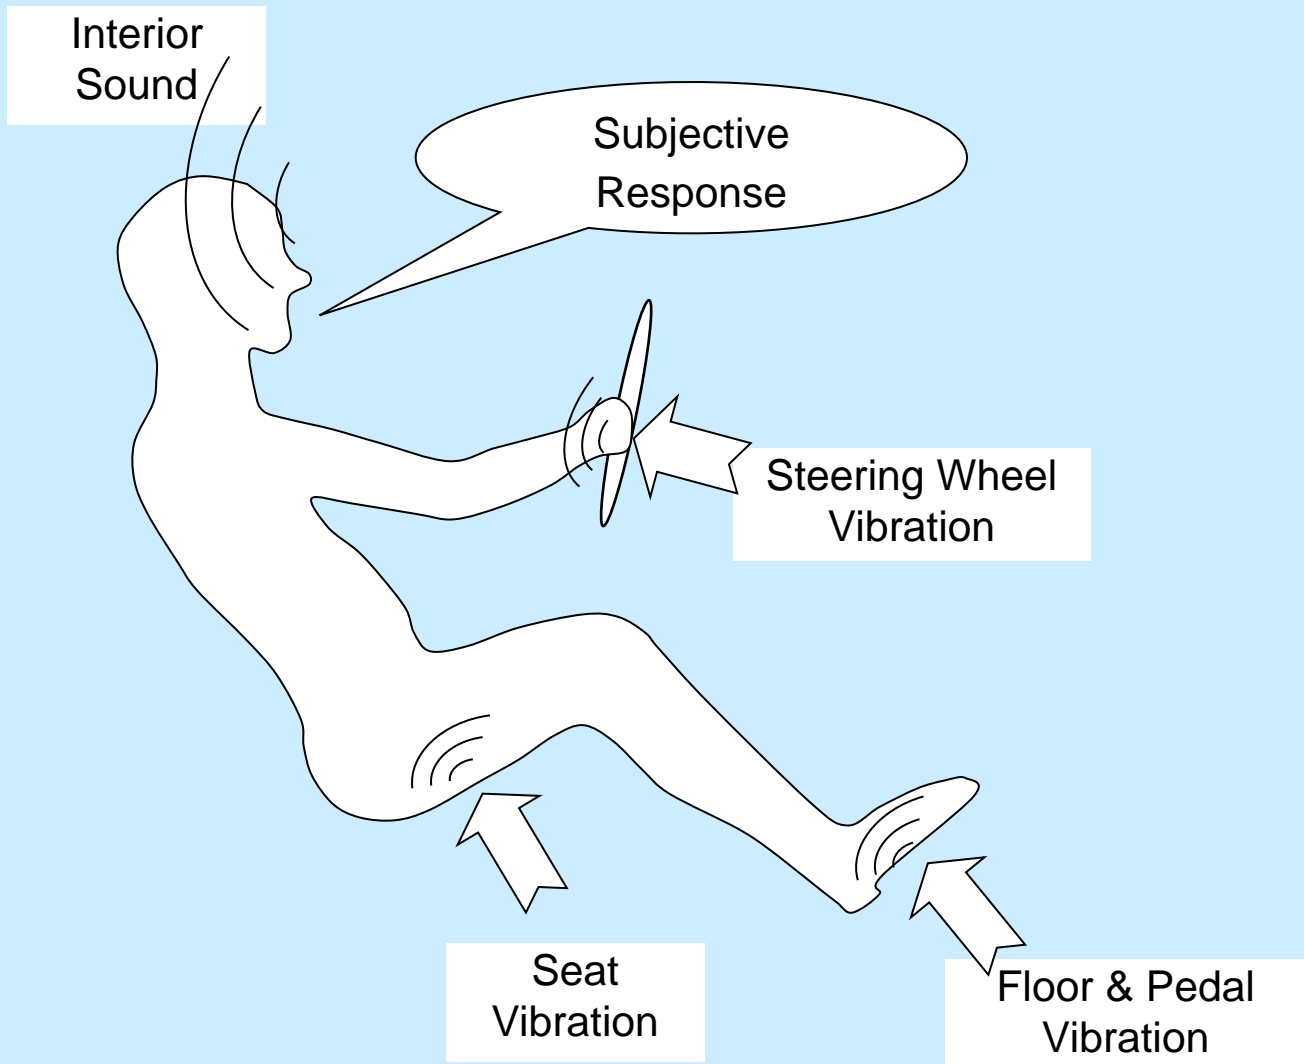 Interior
Sound
Subjective
Response
Steering Wheel
Vibration
Seat
Vibration
Floor & Pedal
Vibration